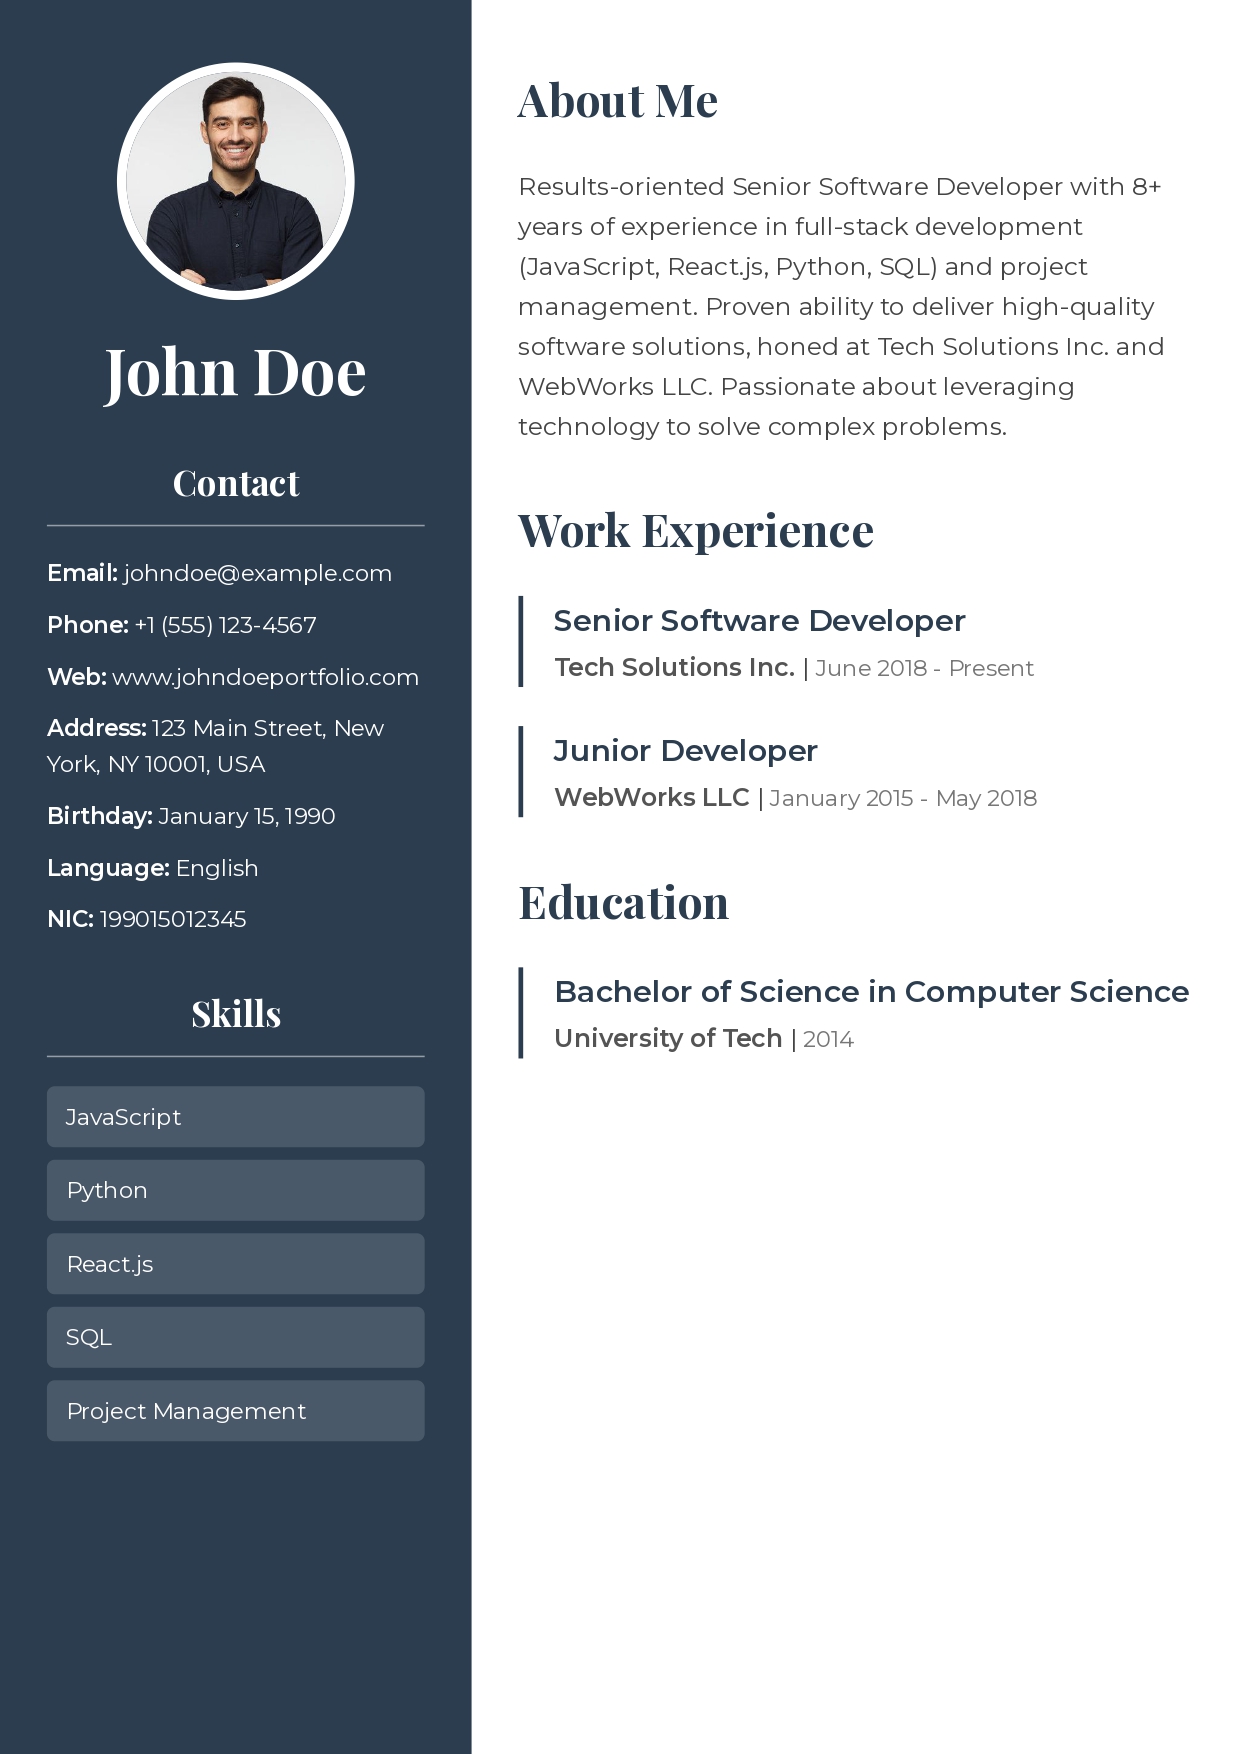 John Doe
Contact
Email: johndoe@example.com
Phone: +1 (555) 123-4567
Web: www.johndoeportfolio.com
Address: 123 Main Street, New
York, NY 10001, USA
Birthday: January 15, 1990
Language: English
NIC: 199015012345
Skills
JavaScript
Python
React.js
SQL
Project Management
About Me
Results-oriented Senior Software Developer with 8+
years of experience in full-stack development
(JavaScript, React.js, Python, SQL) and project
management. Proven ability to deliver high-quality
software solutions, honed at Tech Solutions Inc. and
WebWorks LLC. Passionate about leveraging
technology to solve complex problems.
Work Experience
Senior Software Developer
Tech Solutions Inc. | June 2018 - Present
Junior Developer
WebWorks LLC | January 2015 - May 2018
Education
Bachelor of Science in Computer Science
University of Tech | 2014